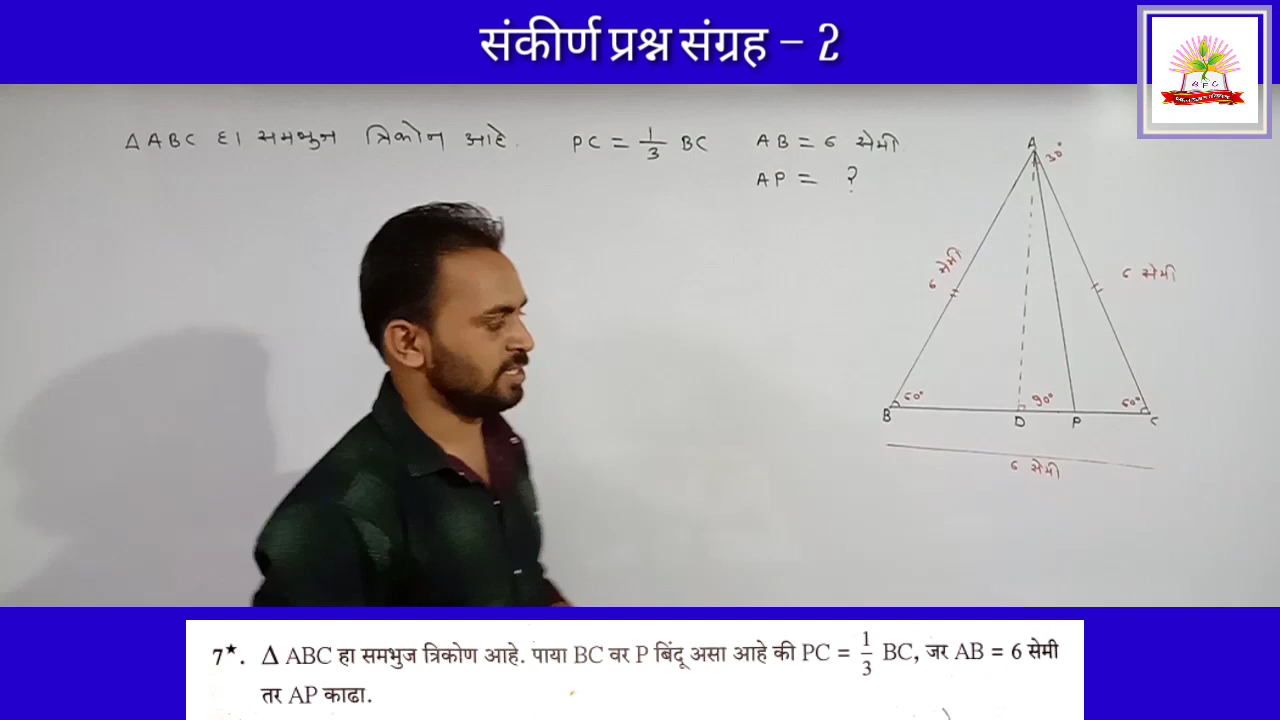 संकीर्ण प्रश्न संग्रह – 2
Δ ABC हा समभुज त्रिकोन आहे. PC = 1/3 BC AB = 6 सेमी
AP = ?
A
30°
6 सेमी
6 सेमी
60°
90°
60°
B
D
P
C
6 सेमी
7★. Δ ABC हा समभुज त्रिकोण आहे. पाया BC वर P बिंदू असा आहे की PC = 1/3 BC, जर AB = 6 सेमी
तर AP काढा.